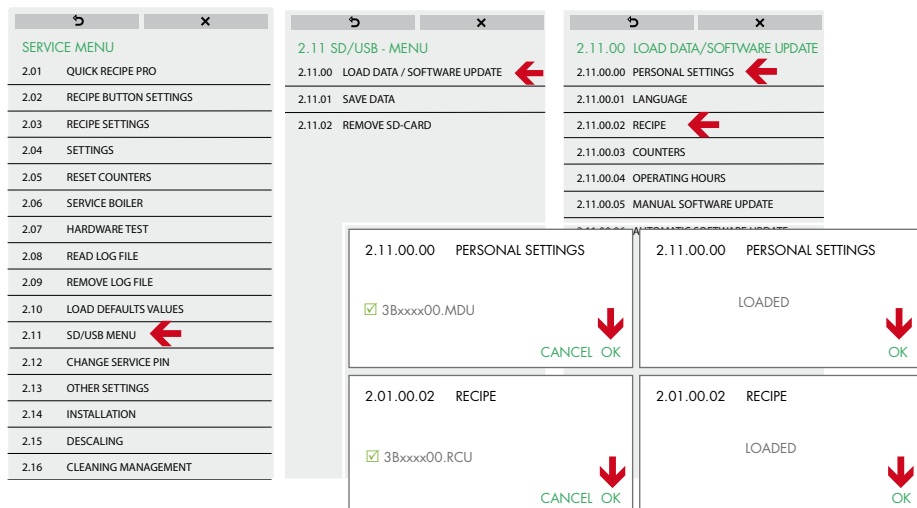 SERVICE MENU
2.01 QUICK RECIPE PRO
2.02 RECIPE BUTTON SETTINGS
2.03 RECIPE SETTINGS
2.04 SETTINGS
2.05 RESET COUNTERS
2.06 SERVICE BOILER
2.07 HARDWARE TEST
2.08 READ LOG FILE
2.09 REMOVE LOG FILE
2.10 LOAD DEFAULTS VALUES
2.11 SD/USB MENU
2.12 CHANGE SERVICE PIN
2.13 OTHER SETTINGS
2.14 INSTALLATION
2.15 DESCALING
2.16 CLEANING MANAGEMENT
2.11 SD/USB - MENU
2.11.00 LOAD DATA / SOFTWARE UPDATE
2.11.01 SAVE DATA
2.11.02 REMOVE SD-CARD
2.11.00 LOAD DATA/SOFTWARE UPDATE
2.11.00.00 PERSONAL SETTINGS
2.11.00.01 LANGUAGE
2.11.00.02 RECIPE
2.11.00.03 COUNTERS
2.11.00.04 OPERATING HOURS
2.11.00.05 MANUAL SOFTWARE UPDATE
2.11.00.06 AUTOMATIC SOFTWARE UPDATE
2.11.00.00 PERSONAL SETTINGS
3Bxxxx00.MDU
CANCEL OK
2.11.00.00 PERSONAL SETTINGS
LOADED
OK
2.01.00.02 RECIPE
3Bxxxx00.RCU
CANCEL OK
2.01.00.02 RECIPE
LOADED
OK